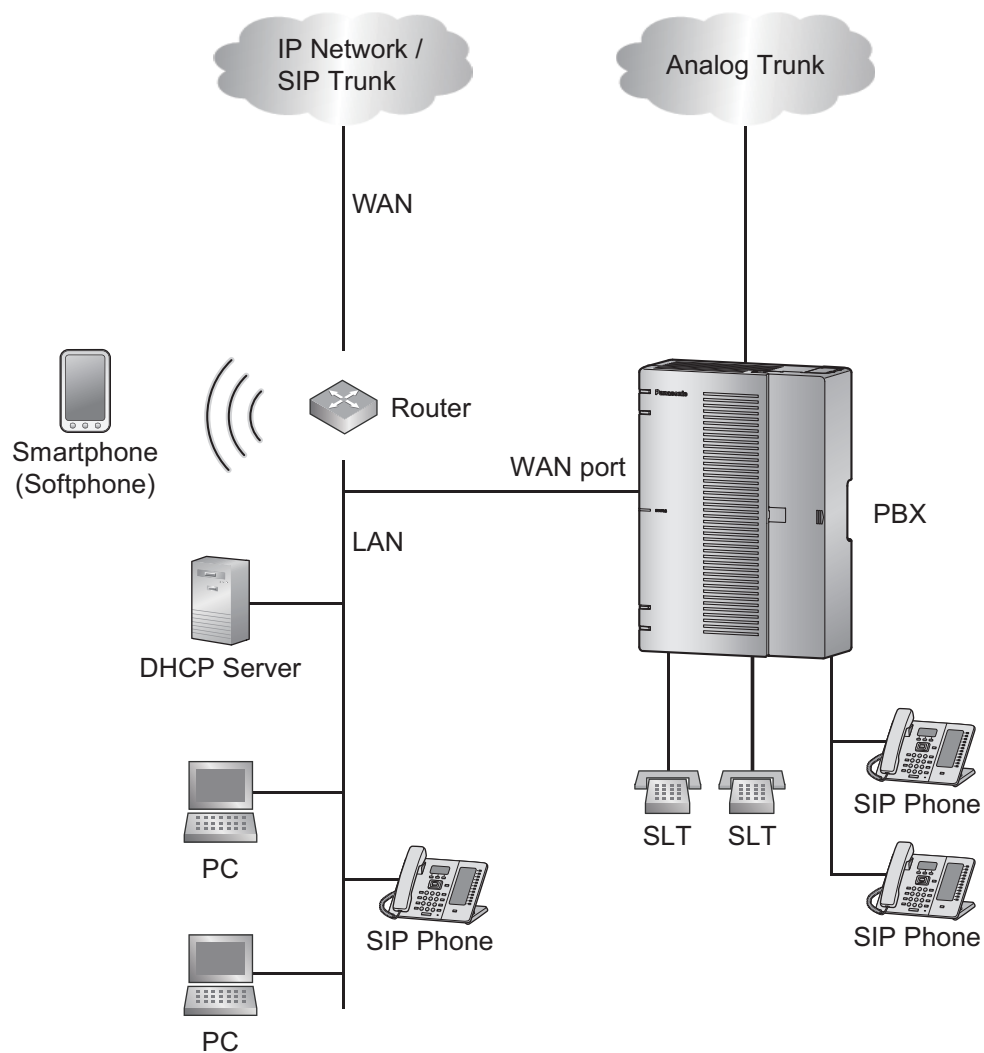 IP Network /
SIP Trunk
Analog Trunk
WAN
Router
Smartphone
(Softphone)
WAN port
Panasonic
PBX
LAN
DHCP Server
SIP Phone
SLT
SLT
PC
SIP Phone
SIP Phone
PC